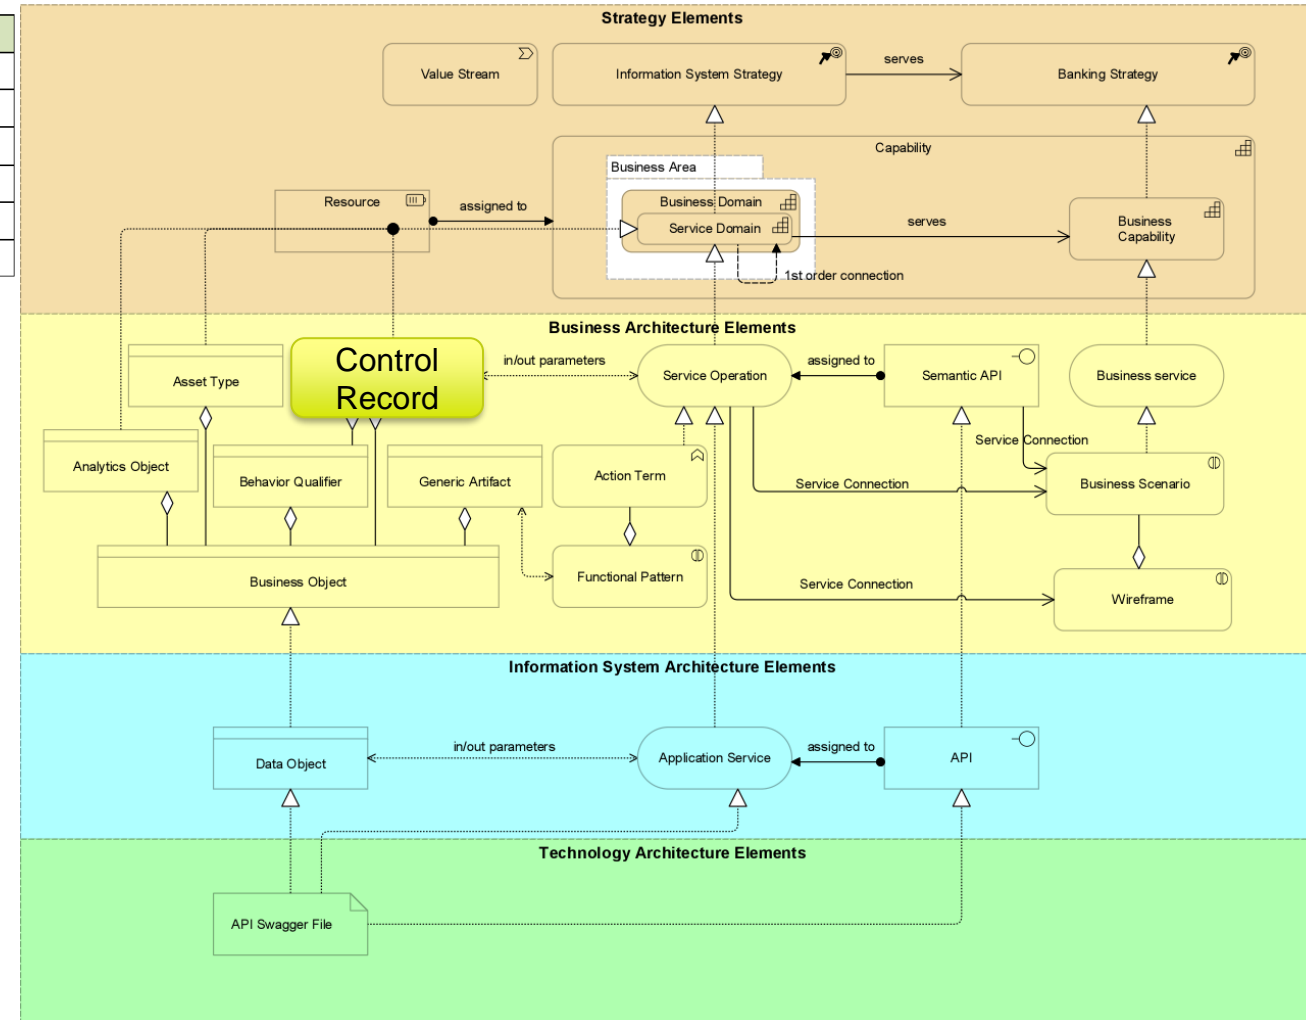 Strategy Elements
Value Stream
Information System Strategy
serves
Banking Strategy
Capability
Business Area
Resource
assigned to
Business Domain
Service Domain
serves
Business
Capability
1st order connection
Business Architecture Elements
Asset Type
Control
Record
in/out parameters
Service Operation
assigned to
Semantic API
Business service
Service Connection
Analytics Object
Behavior Qualifier
Generic Artifact
Action Term
Service Connection
Business Scenario
Business Object
Functional Pattern
Service Connection
Wireframe
Information System Architecture Elements
Data Object
in/out parameters
Application Service
assigned to
API
Technology Architecture Elements
API Swagger File